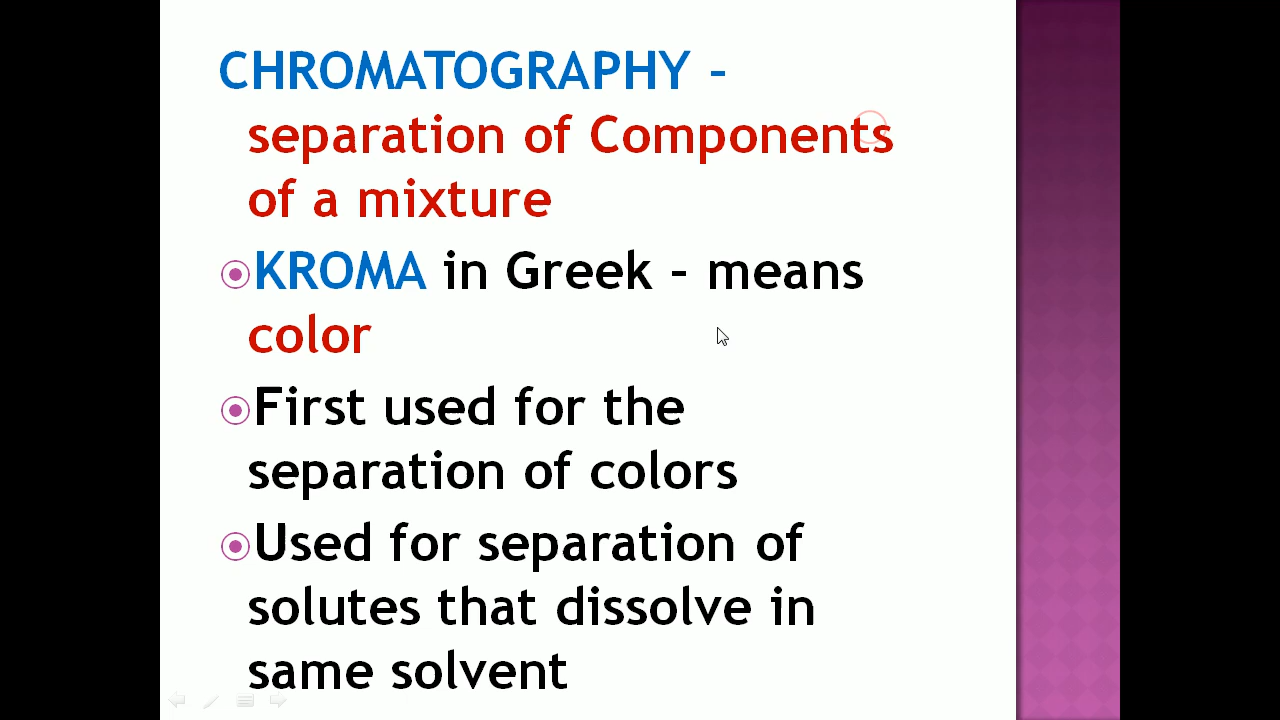 CHROMATOGRAPHY –
separation of Components
of a mixture
KROMA in Greek – means
color
First used for the
separation of colors
Used for separation of
solutes that dissolve in
same solvent